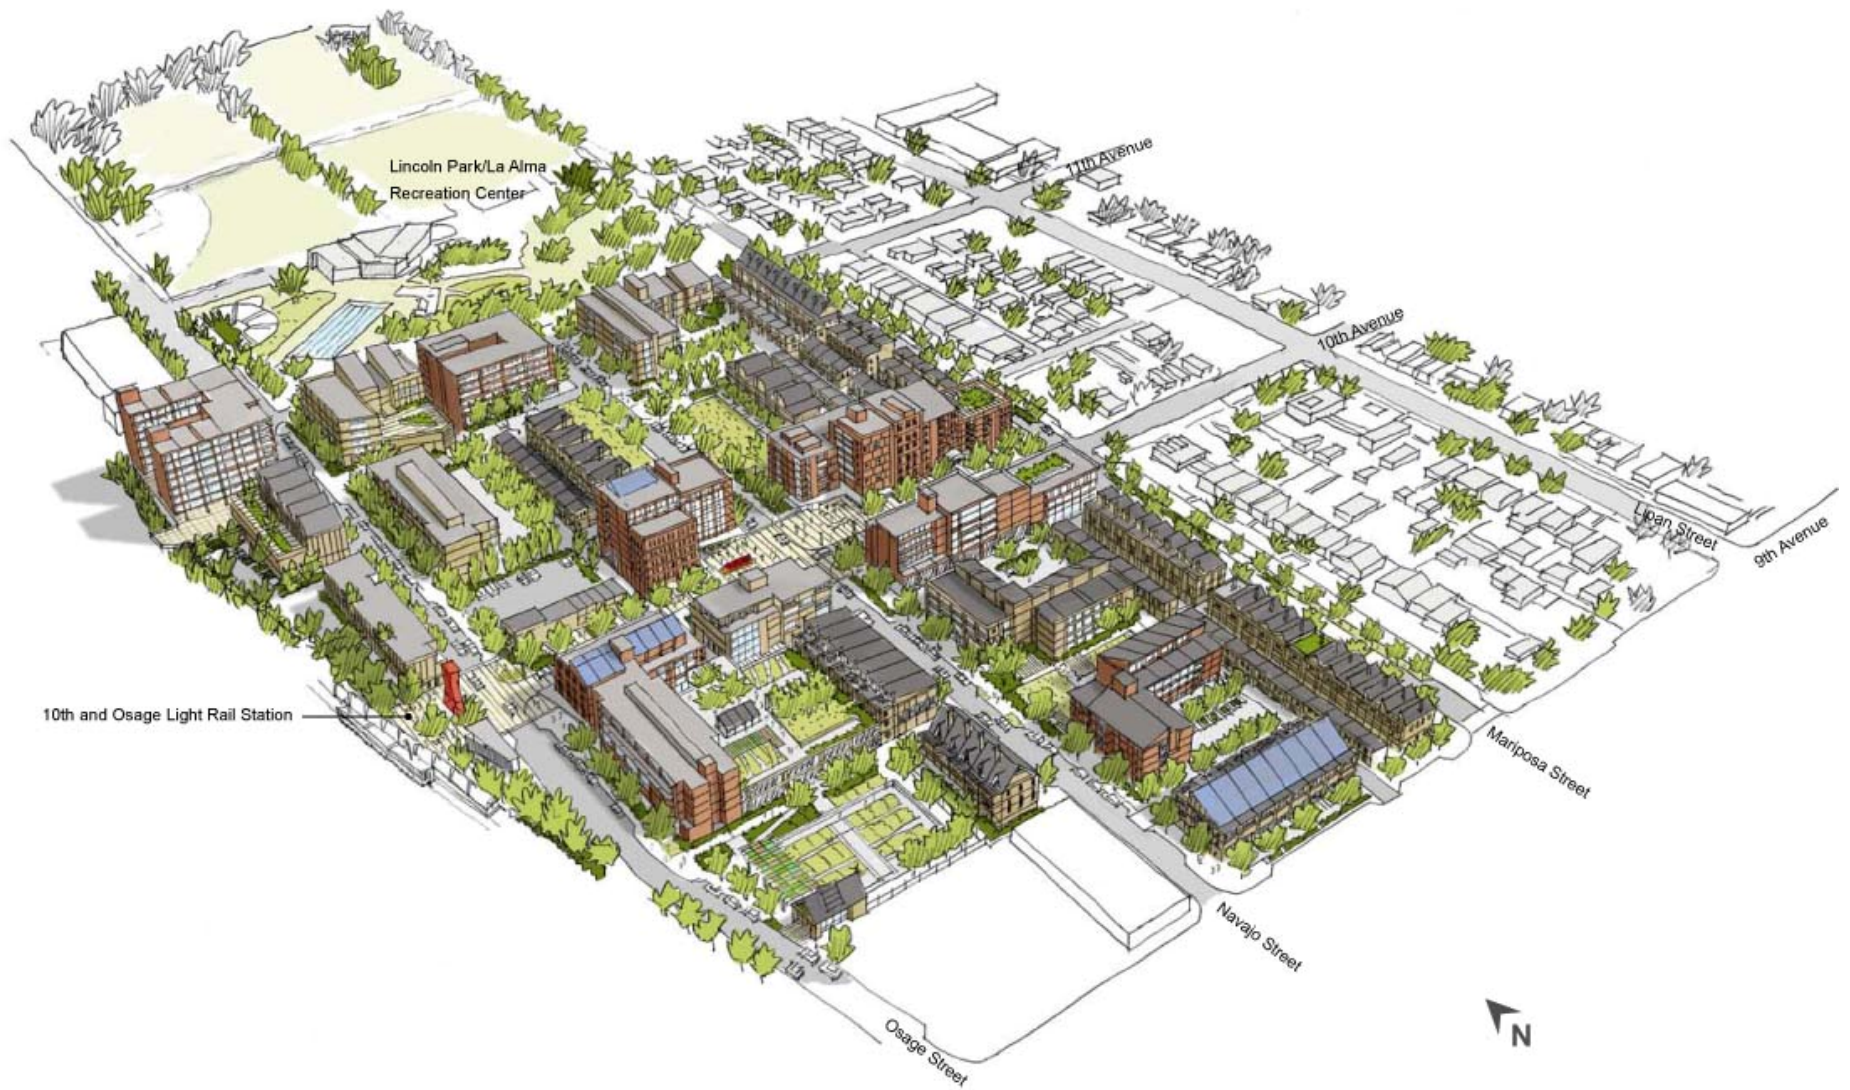 Lincoln Park/La Alma
Recreation Center
11th Avenue
10th Avenue
Lipan Street
9th Avenue
10th and Osage Light Rail Station
Mariposa Street
Navajo Street
Osage Street
N